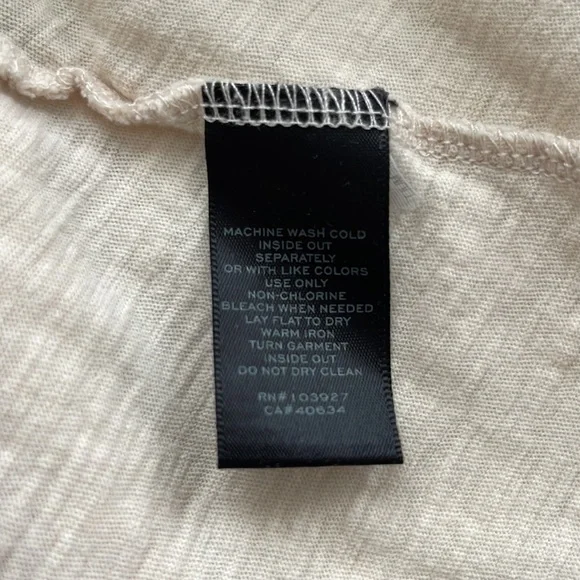 MACHINE WASH COLD
INSIDE OUT
SEPARATELY
OR WITH LIKE COLORS
USE ONLY
NON-CHLORINE
BLEACH WHEN NEEDED
LAY FLAT TO DRY
WARM IRON
TURN GARMENT
INSIDE OUT
DO NOT DRY CLEAN
RN#103927
CA#40634